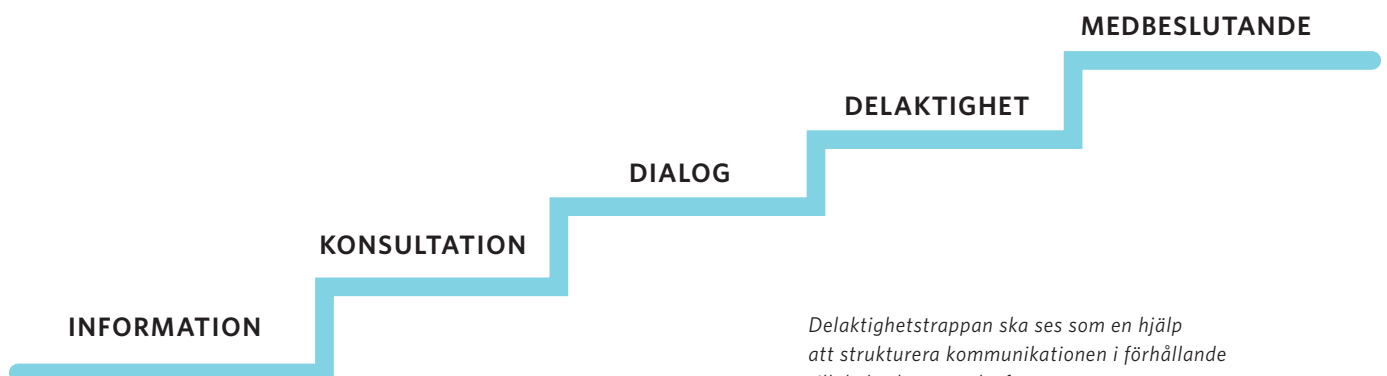 MEDBESLUTANDE
DELAKTIGHET
DIALOG
KONSULTATION
INFORMATION
Delaktighetstrappan ska ses som en hjälp
att strukturera kommunikationen i förhållande